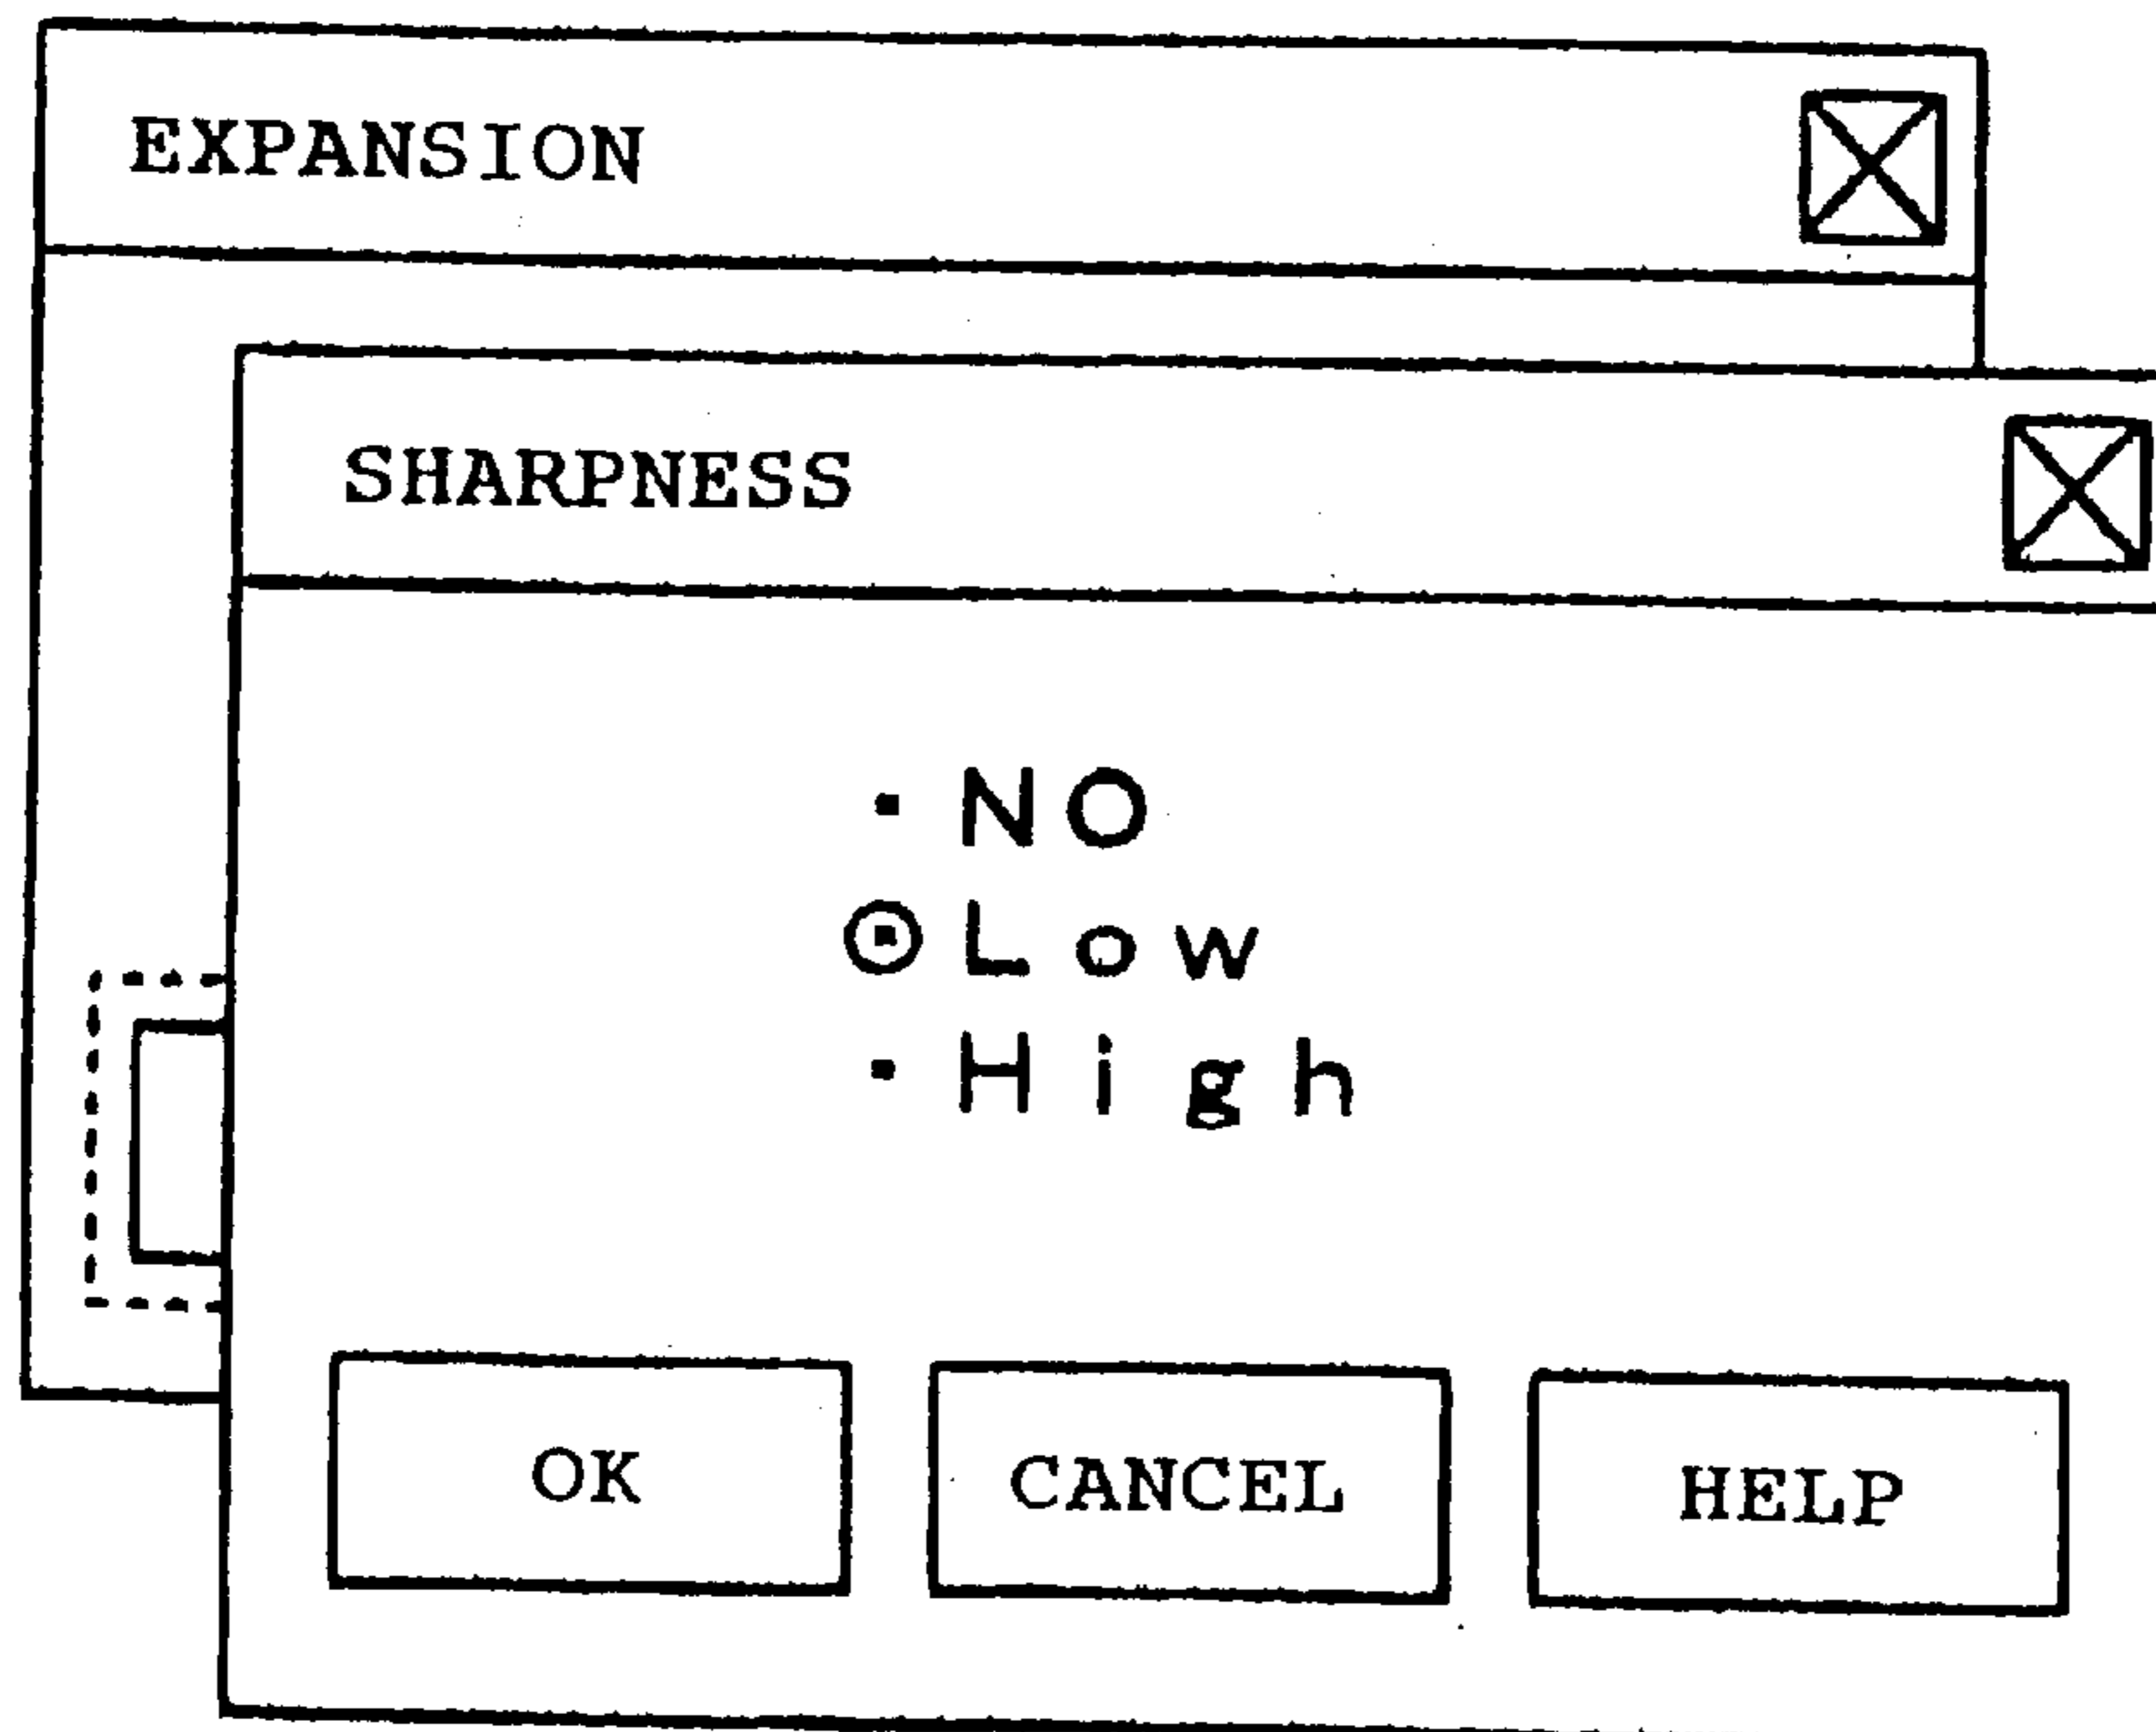 EXPANSION
SHARPNESS
· NO
⊙ Low
· High
OK CANCEL HELP